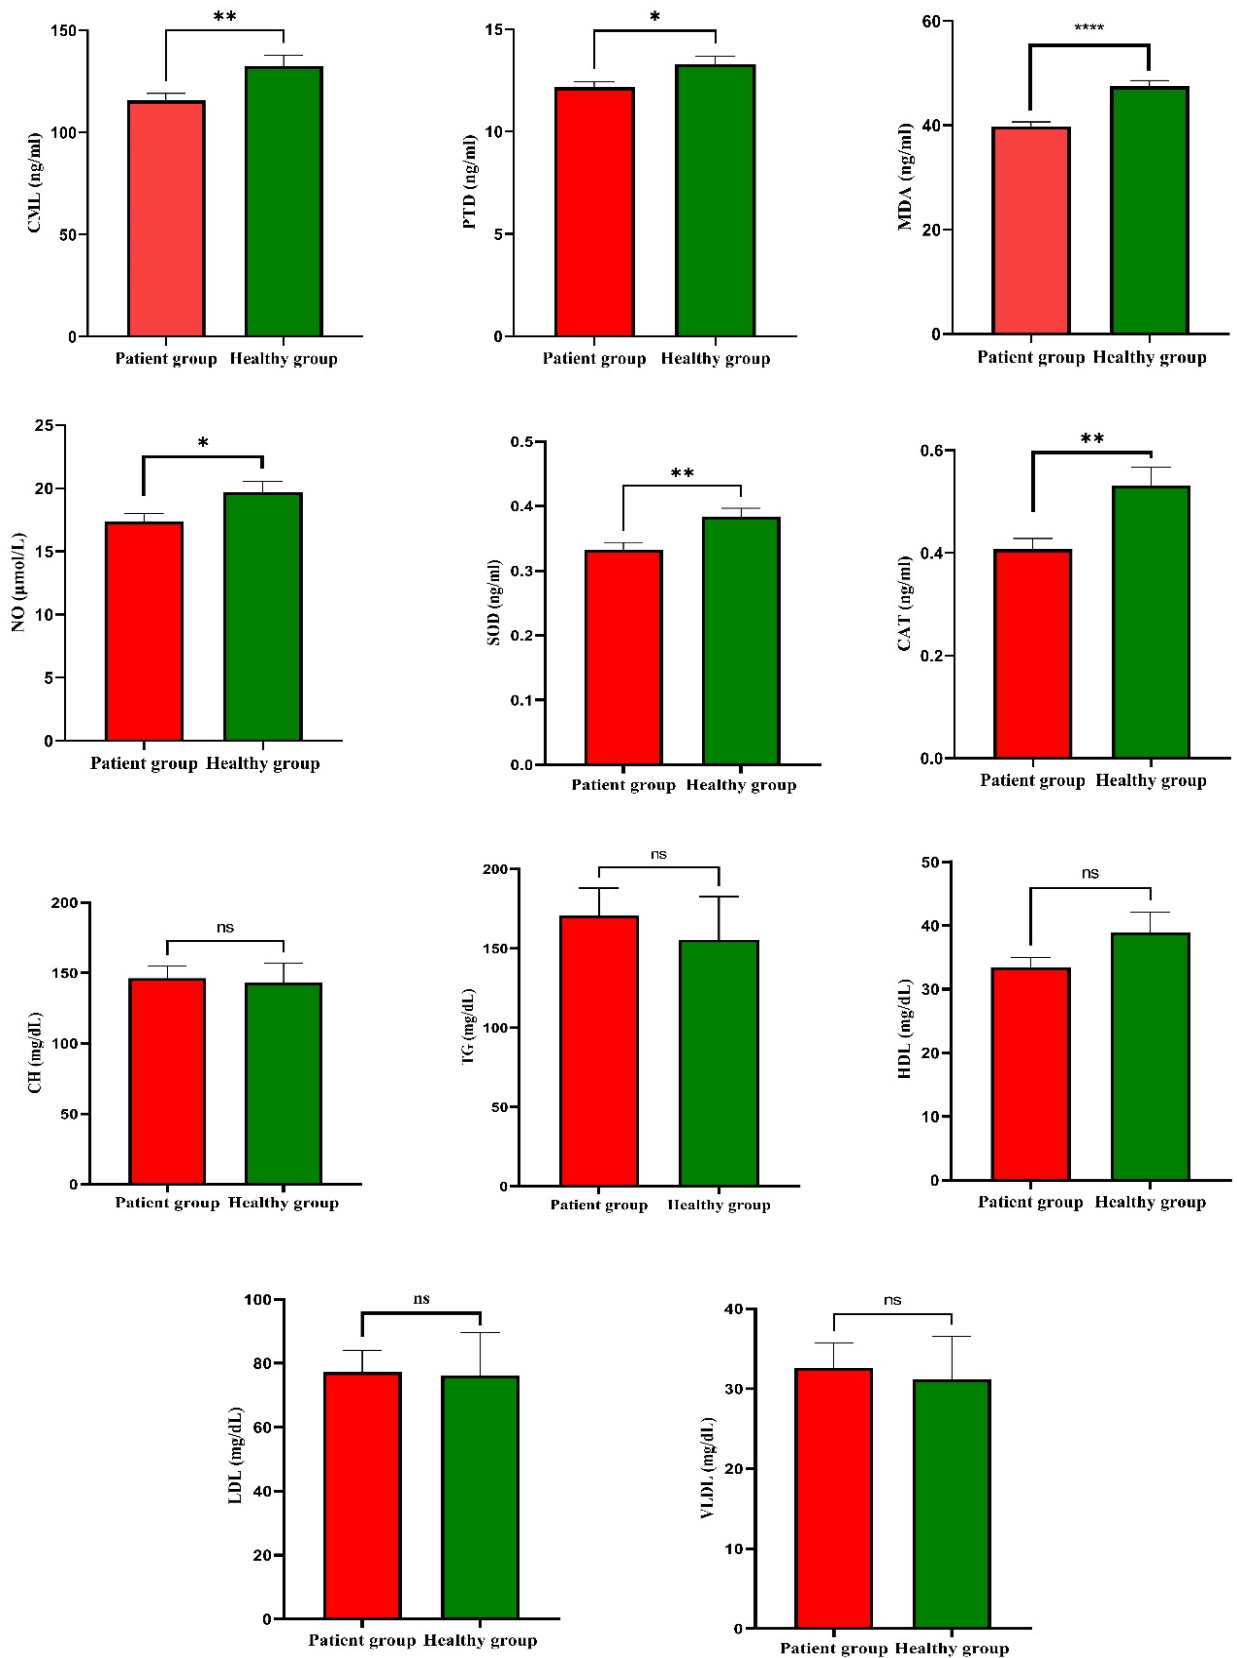 **
CML (ng/ml)
150
100
50
0
Patient group Healthy group
*
PTD (ng/ml)
15
10
5
0
Patient group Healthy group
****
MDA (ng/ml)
60
40
20
0
Patient group Healthy group
*
NO (µmol/L)
25
20
15
10
5
0
Patient group Healthy group
**
SOD (ng/ml)
0.5
0.4
0.3
0.2
0.1
0.0
Patient group Healthy group
**
CAT (ng/ml)
0.6
0.4
0.2
0.0
Patient group Healthy group
ns
CH (mg/dL)
200
150
100
50
0
Patient group Healthy group
ns
TG (mg/dL)
200
150
100
50
0
Patient group Healthy group
ns
HDL (mg/dL)
50
40
30
20
10
0
Patient group Healthy group
ns
LDL (mg/dL)
100
80
60
40
20
0
Patient group Healthy group
ns
VLDL (mg/dL)
40
30
20
10
0
Patient group Healthy group